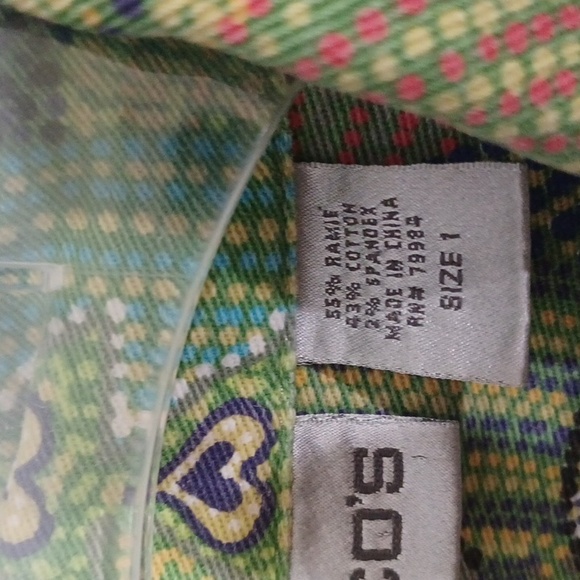 55% RAMIE
43% COTTON
2% SPANDEX
MADE IN CHINA
RN# 79984
SIZE 1
CO'S